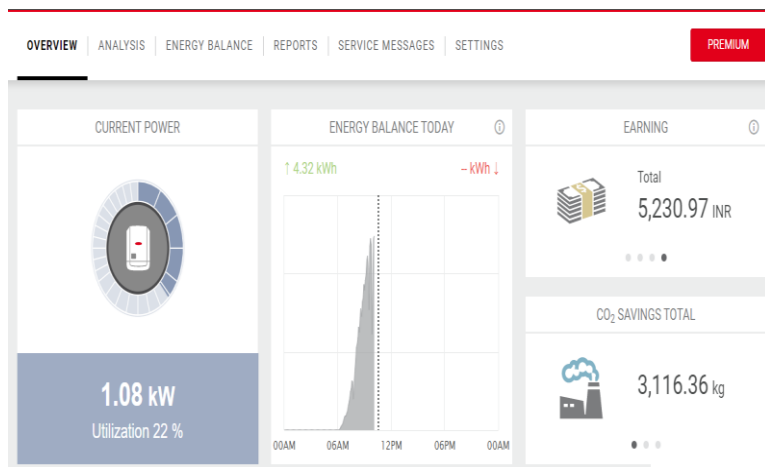 OVERVIEW ANALYSIS ENERGY BALANCE REPORTS SERVICE MESSAGES SETTINGS PREMIUM
CURRENT POWER
1.08 kW
Utilization 22 %
ENERGY BALANCE TODAY
↑ 4.32 kWh -- kWh ↓
00AM 06AM 12PM 06PM 00AM
EARNING
Total
5,230.97 INR
CO₂ SAVINGS TOTAL
3,116.36 kg